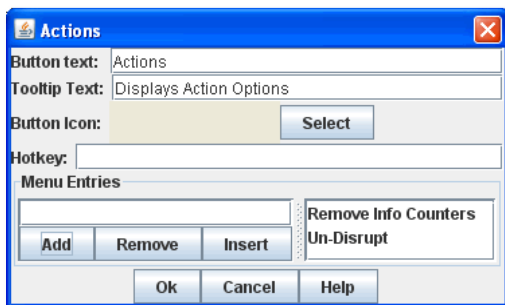 Actions
Button text: Actions
Tooltip Text: Displays Action Options
Button Icon: Select
Hotkey:
Menu Entries
Remove Info Counters
Un-Disrupt
Add Remove Insert
Ok Cancel Help